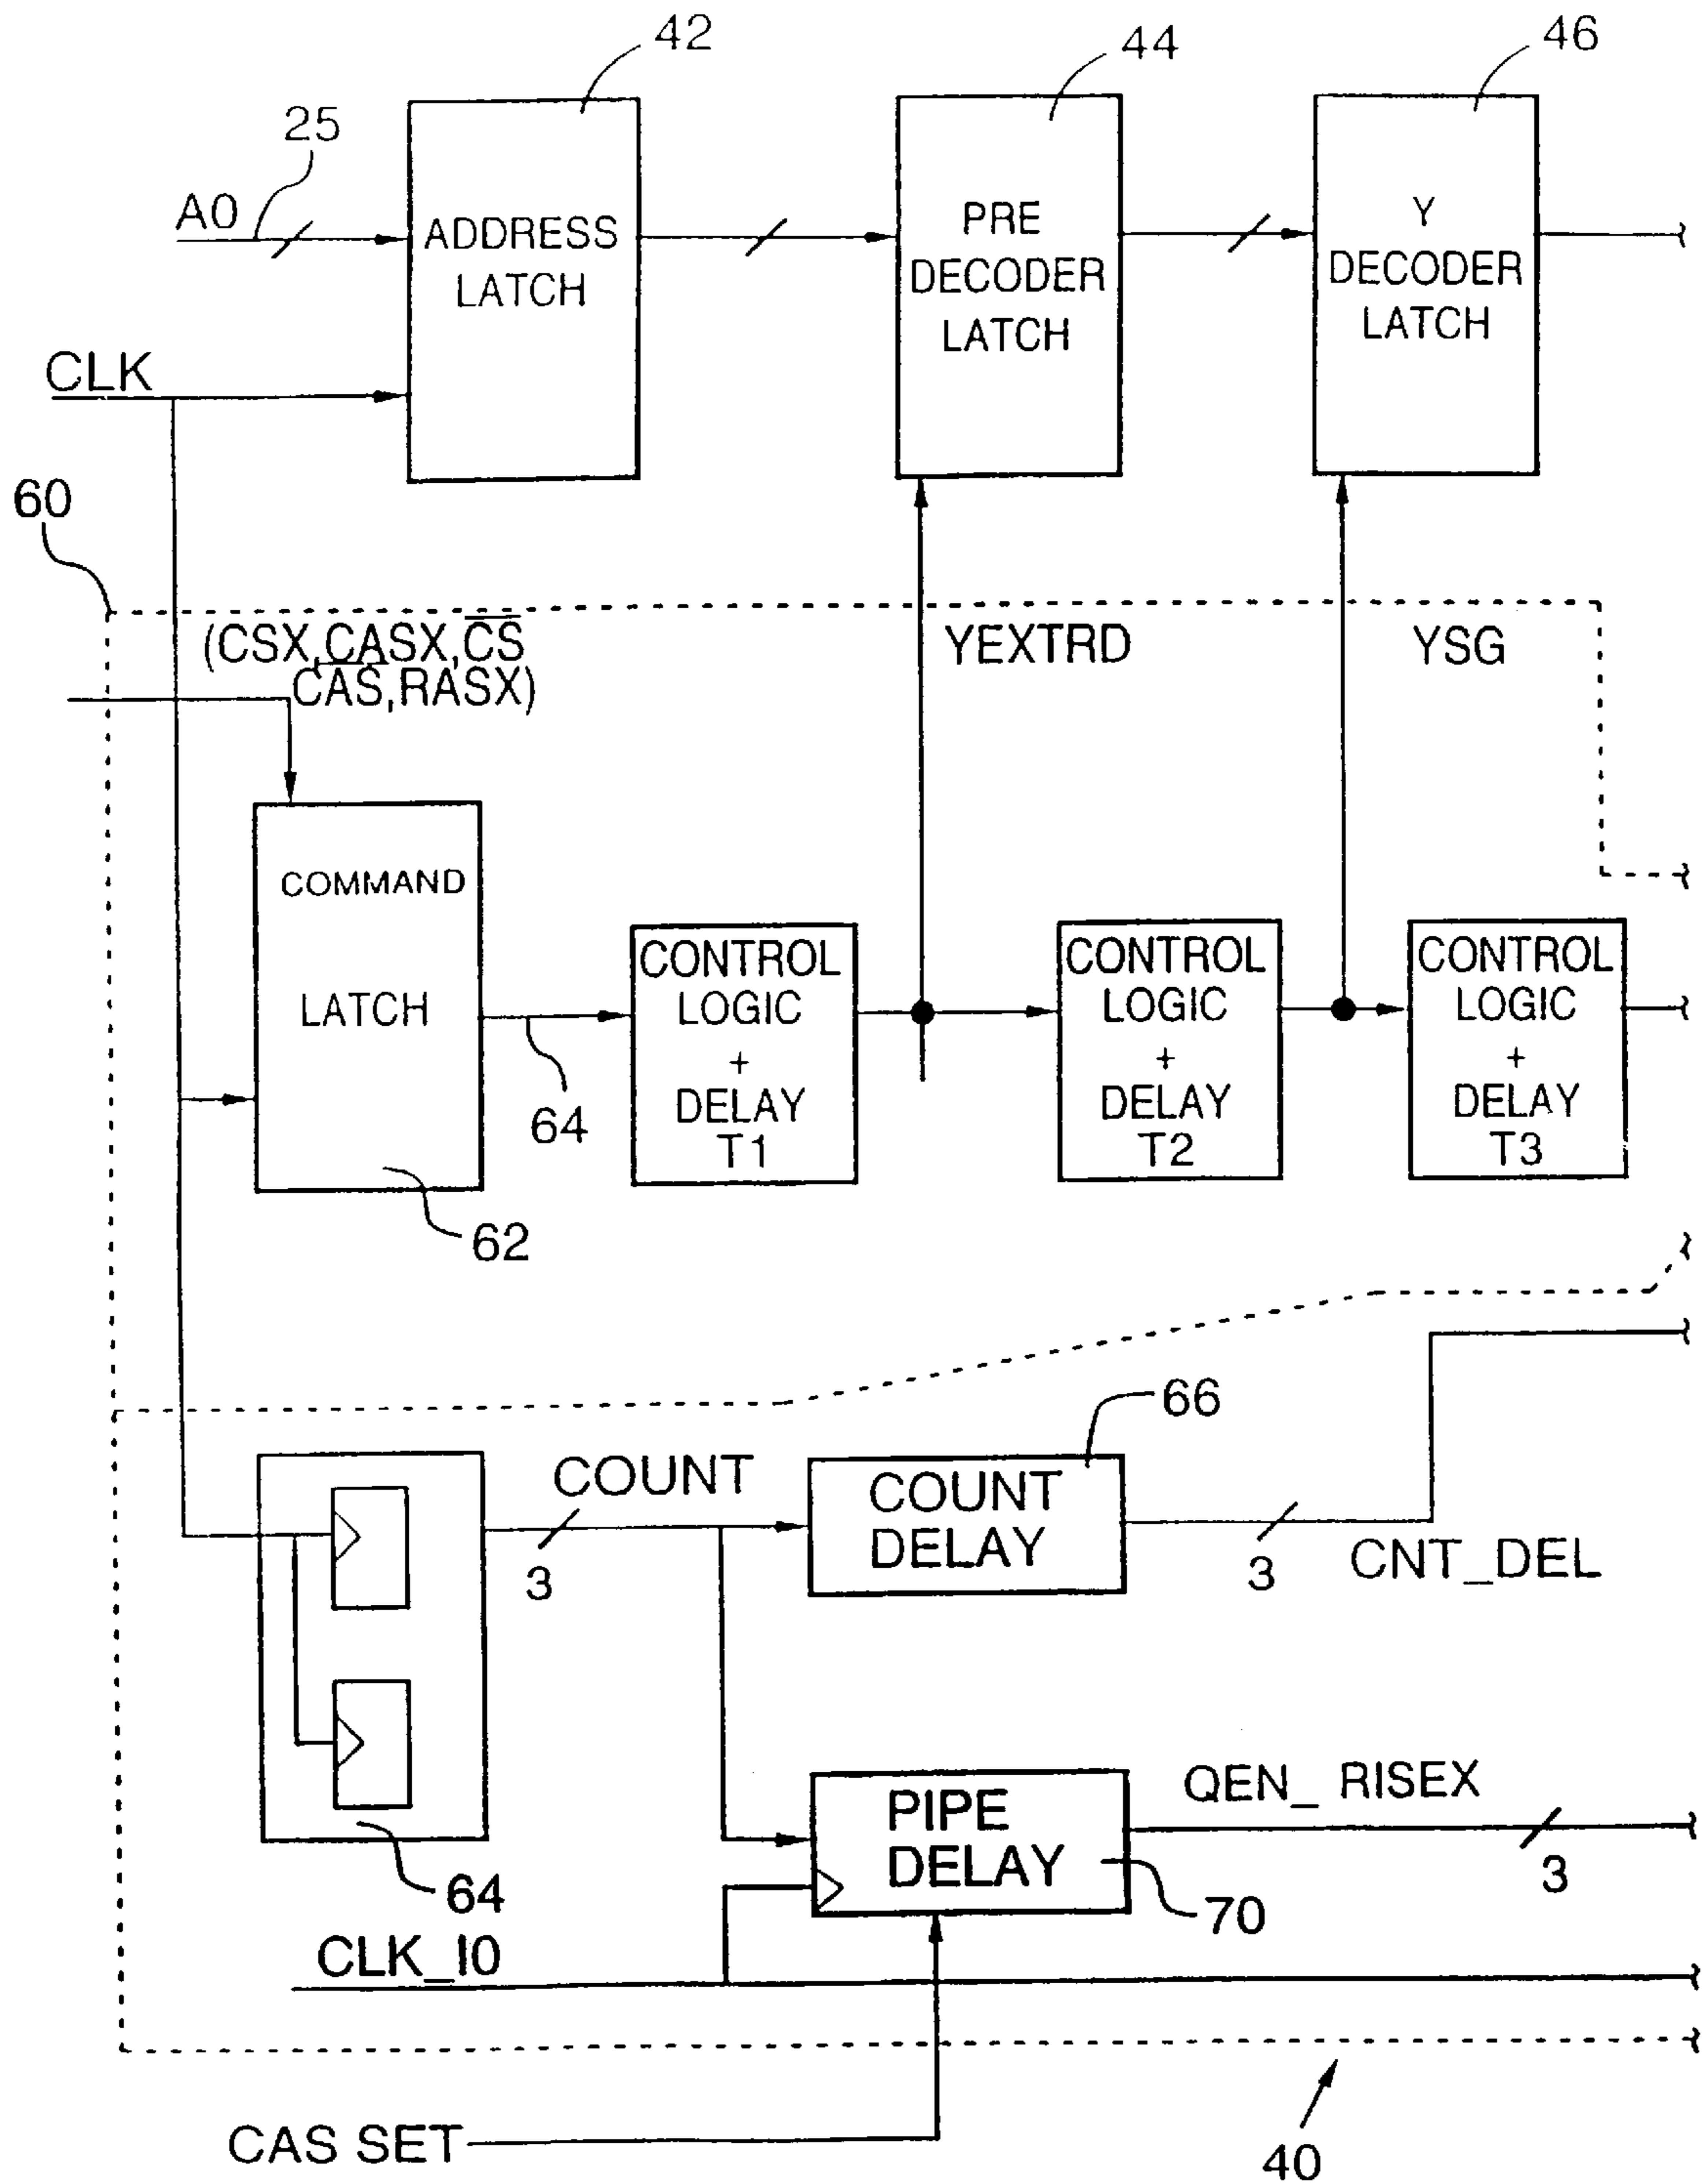 42
44
46
25
A0
ADDRESS
LATCH
PRE
DECODER
LATCH
Y
DECODER
LATCH
CLK
60
(CSX,CASX,C̅S̅
C̅A̅S̅,RASX)
YEXTRD
YSG
COMMAND
LATCH
64
62
CONTROL
LOGIC
+
DELAY
T1
CONTROL
LOGIC
+
DELAY
T2
CONTROL
LOGIC
+
DELAY
T3
66
COUNT
3
COUNT
DELAY
3
CNT_DEL
64
PIPE
DELAY
70
QEN_ RISEX
3
CLK_I0
CAS SET
40